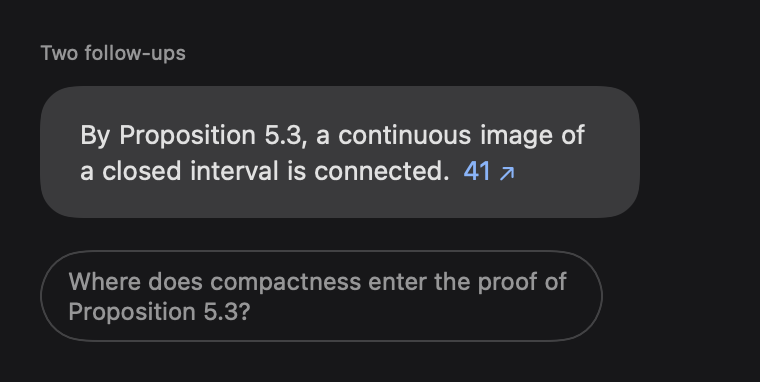 Two follow-ups
By Proposition 5.3, a continuous image of
a closed interval is connected. 41 ↗
Where does compactness enter the proof of
Proposition 5.3?